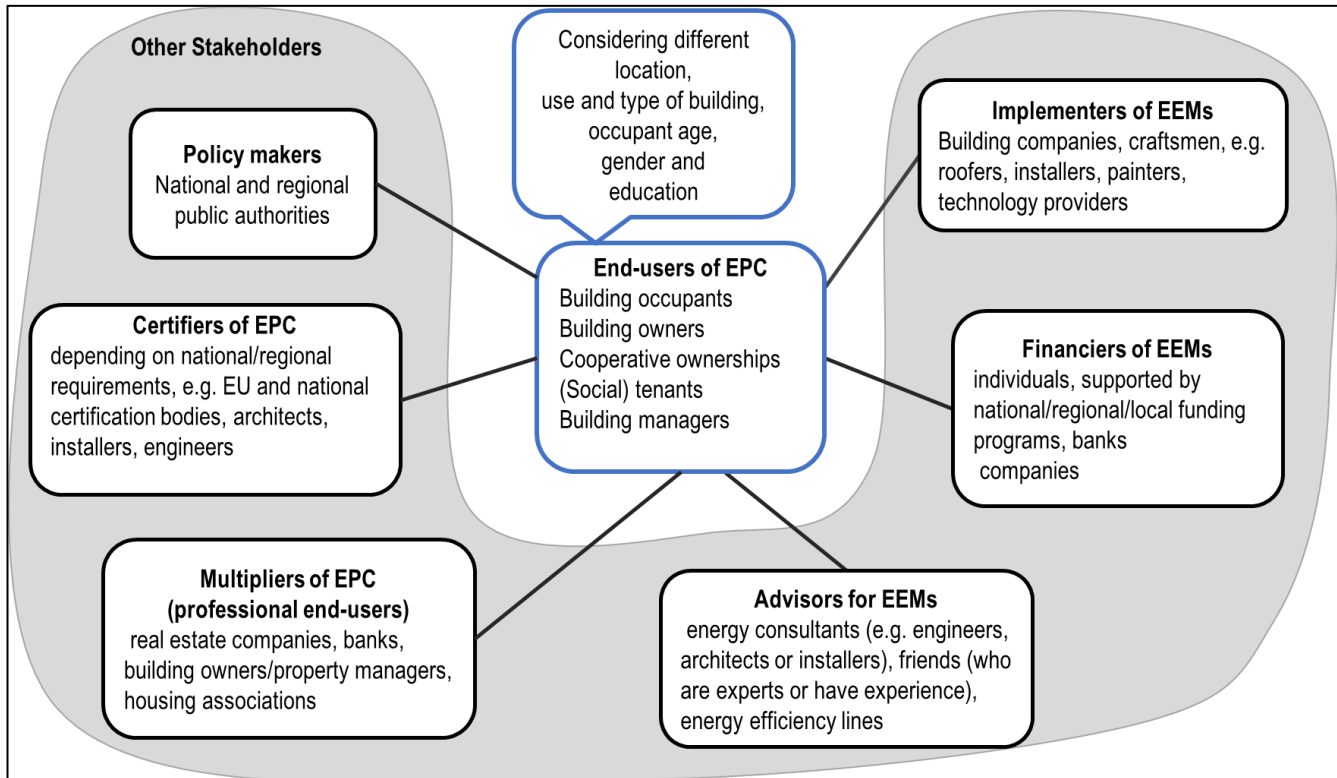 Other Stakeholders
Considering different
location,
use and type of building,
occupant age,
gender and
education
Policy makers
National and regional
public authorities
Implementers of EEMs
Building companies, craftsmen, e.g.
roofers, installers, painters,
technology providers
End-users of EPC
Building occupants
Building owners
Cooperative ownerships
(Social) tenants
Building managers
Certifiers of EPC
depending on national/regional
requirements, e.g. EU and national
certification bodies, architects,
installers, engineers
Financiers of EEMs
individuals, supported by
national/regional/local funding
programs, banks
companies
Multipliers of EPC
(professional end-users)
real estate companies, banks,
building owners/property managers,
housing associations
Advisors for EEMs
energy consultants (e.g. engineers,
architects or installers), friends (who
are experts or have experience),
energy efficiency lines